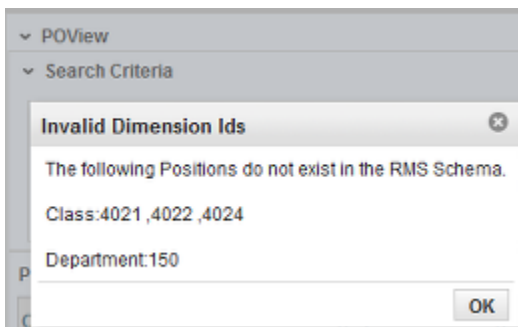 POView
Search Criteria
Invalid Dimension Ids
The following Positions do not exist in the RMS Schema.
Class:4021 ,4022 ,4024
Department:150
P
OK